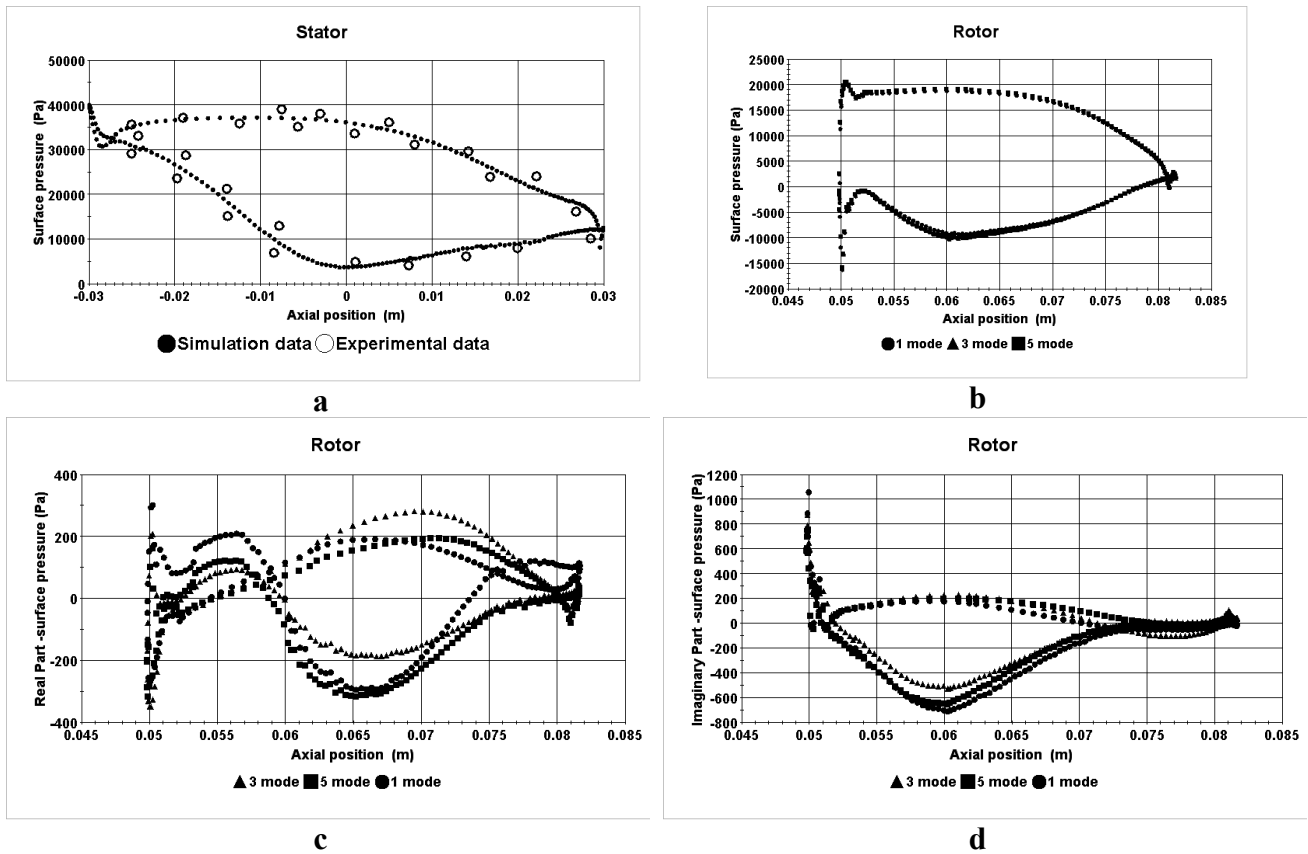 Stator
Surface pressure (Pa)
50000
40000
30000
20000
10000
0
-0.03
-0.02
-0.01
0
0.01
0.02
0.03
Axial position (m)
Simulation data
Experimental data
a
Rotor
Surface pressure (Pa)
25000
20000
15000
10000
5000
0
-5000
-10000
-15000
-20000
0.045
0.05
0.055
0.06
0.065
0.07
0.075
0.08
0.085
Axial position (m)
1 mode
3 mode
5 mode
b
Rotor
Real Part -surface pressure (Pa)
400
200
0
-200
-400
0.045
0.05
0.055
0.06
0.065
0.07
0.075
0.08
0.085
Axial position (m)
3 mode
5 mode
1 mode
c
Rotor
Imaginary Part -surface pressure (Pa)
1200
1000
800
600
400
200
0
-200
-400
-600
-800
0.045
0.05
0.055
0.06
0.065
0.07
0.075
0.08
0.085
Axial position (m)
3 mode
5 mode
1 mode
d